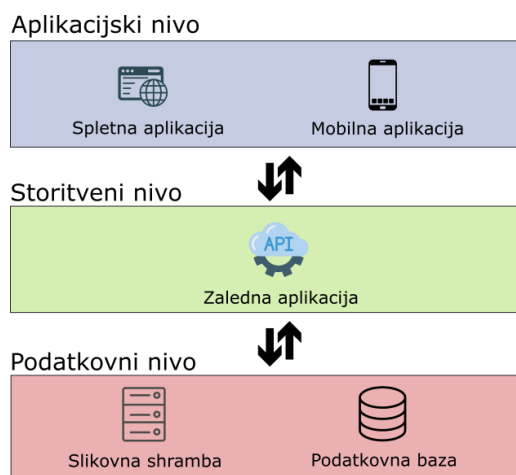 Aplikacijski nivo
Spletna aplikacija
Mobilna aplikacija
Storitveni nivo
API
Zaledna aplikacija
Podatkovni nivo
Slikovna shramba
Podatkovna baza